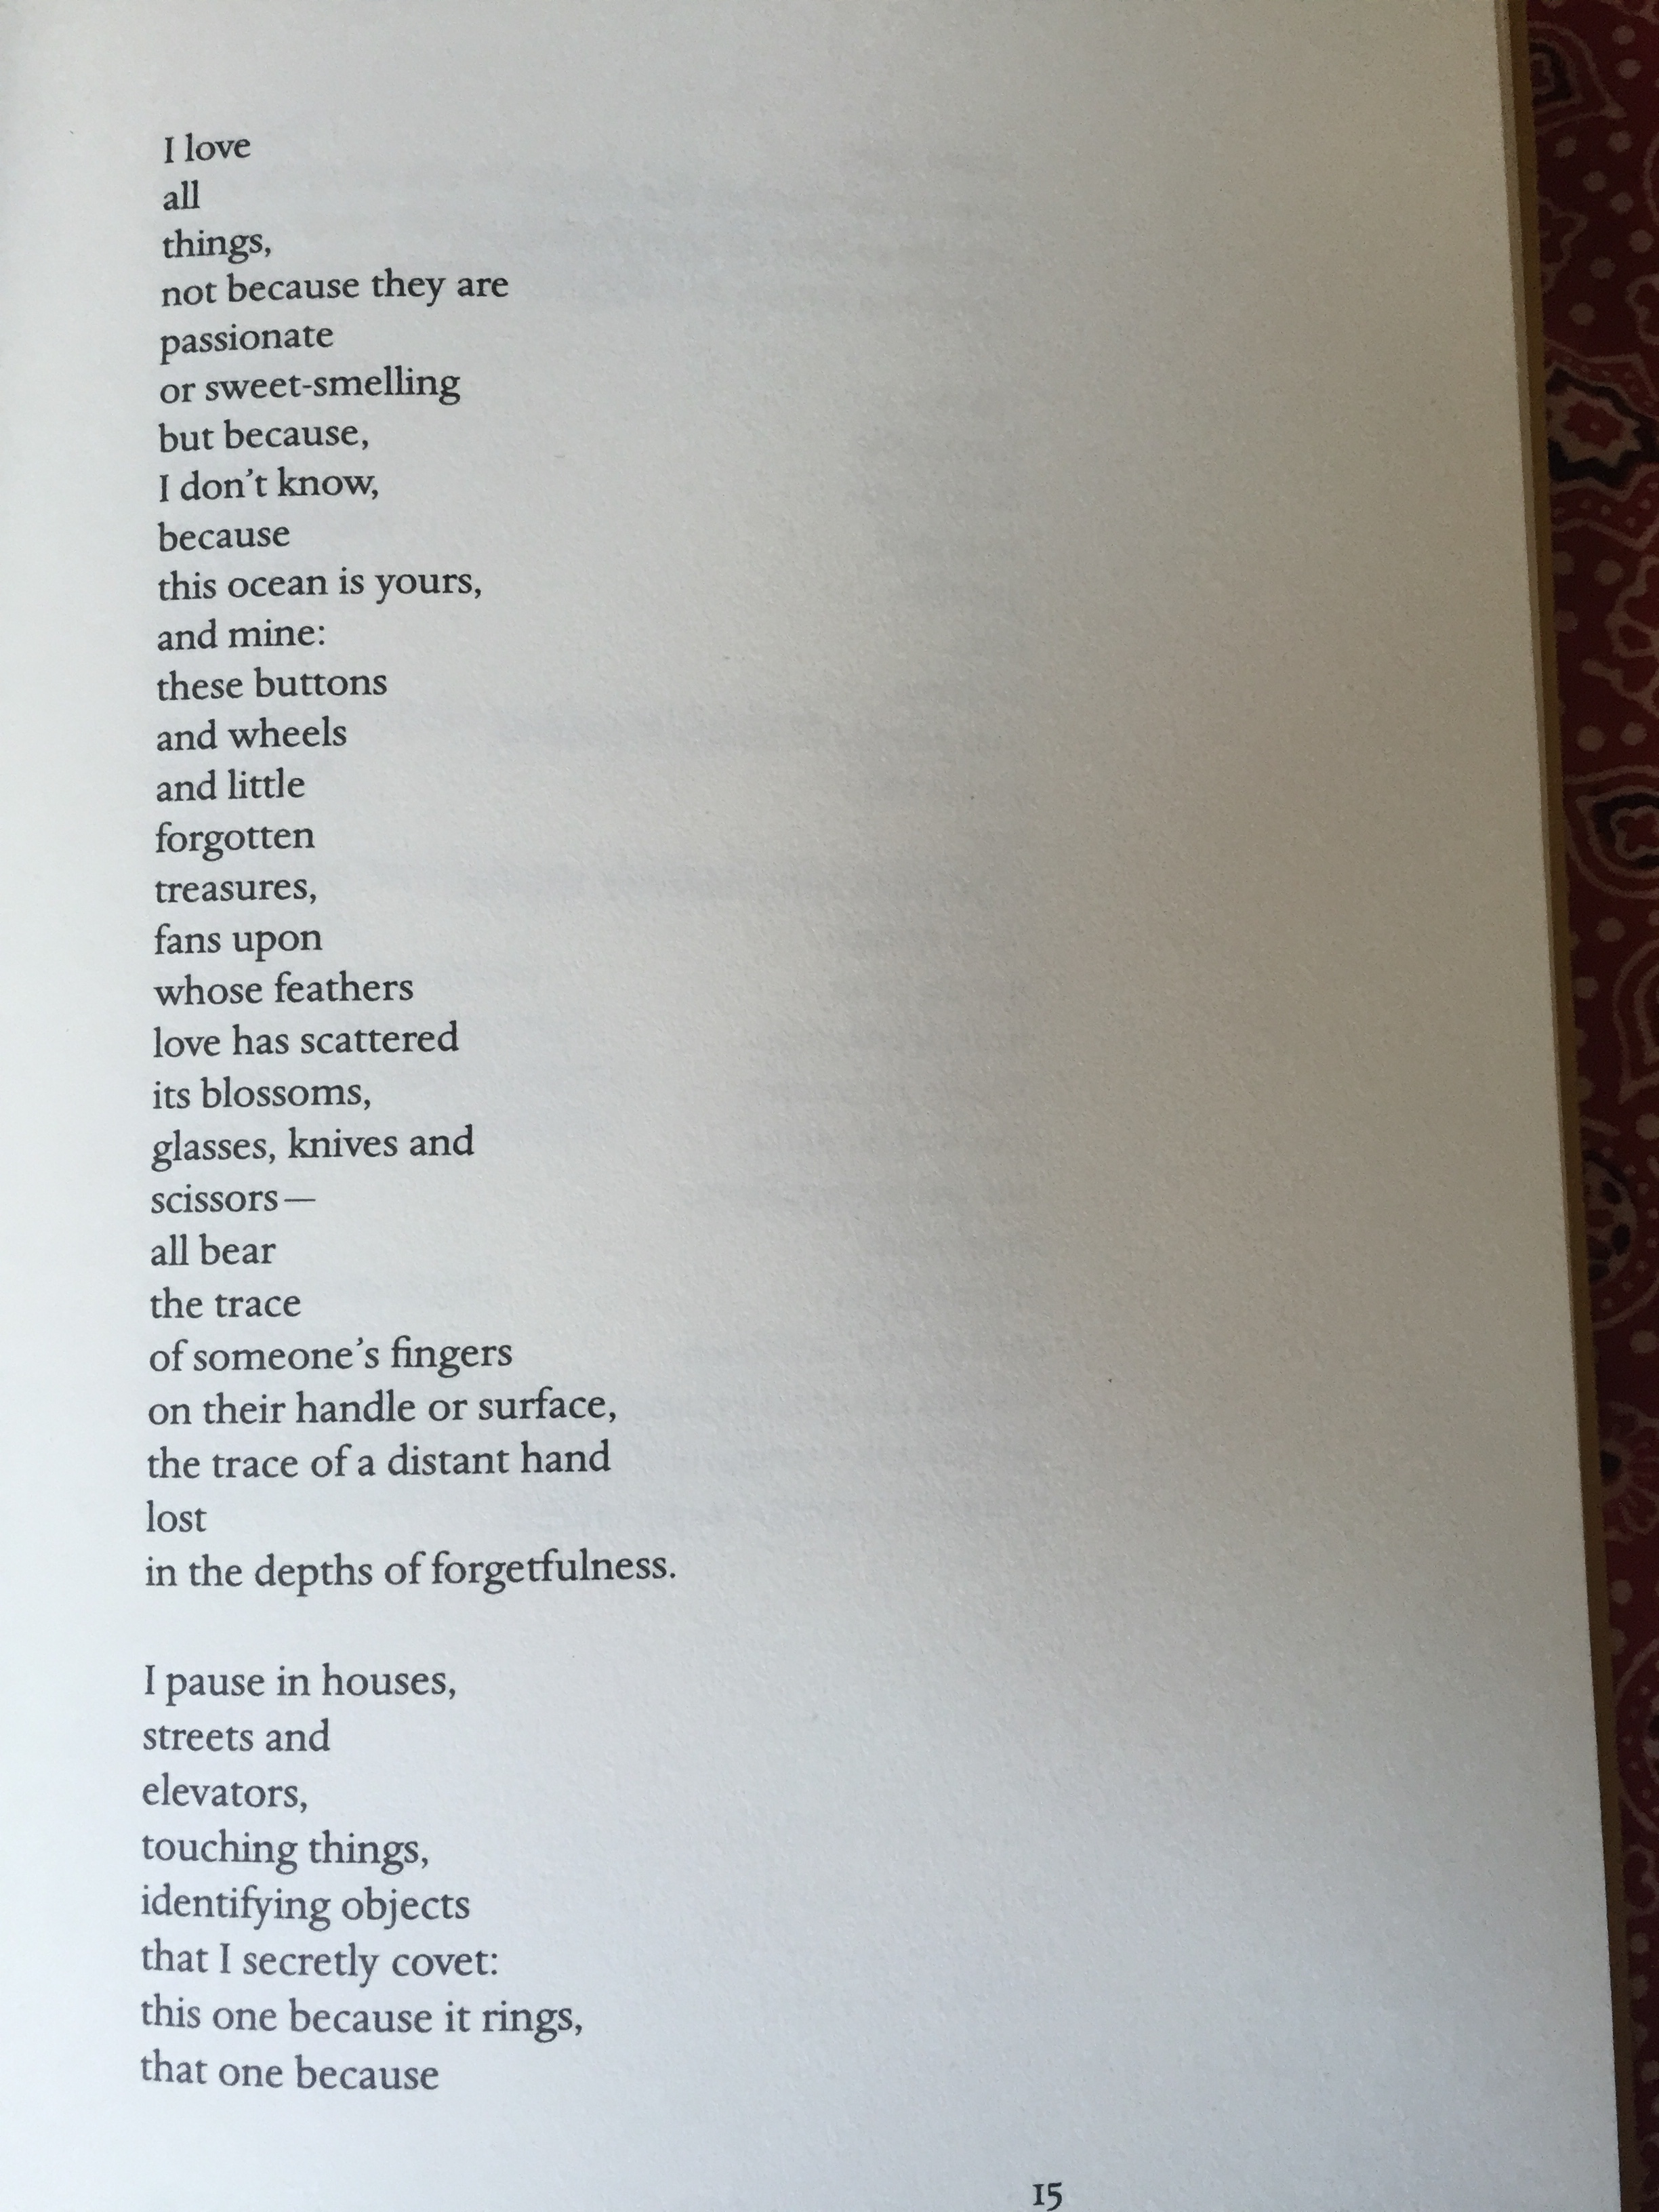 I love
all
things,
not because they are
passionate
or sweet-smelling
but because,
I don't know,
because
this ocean is yours,
and mine:
these buttons
and wheels
and little
forgotten
treasures,
fans upon
whose feathers
love has scattered
its blossoms,
glasses, knives and
scissors—
all bear
the trace
of someone's fingers
on their handle or surface,
the trace of a distant hand
lost
in the depths of forgetfulness.

I pause in houses,
streets and
elevators,
touching things,
identifying objects
that I secretly covet:
this one because it rings,
that one because
15